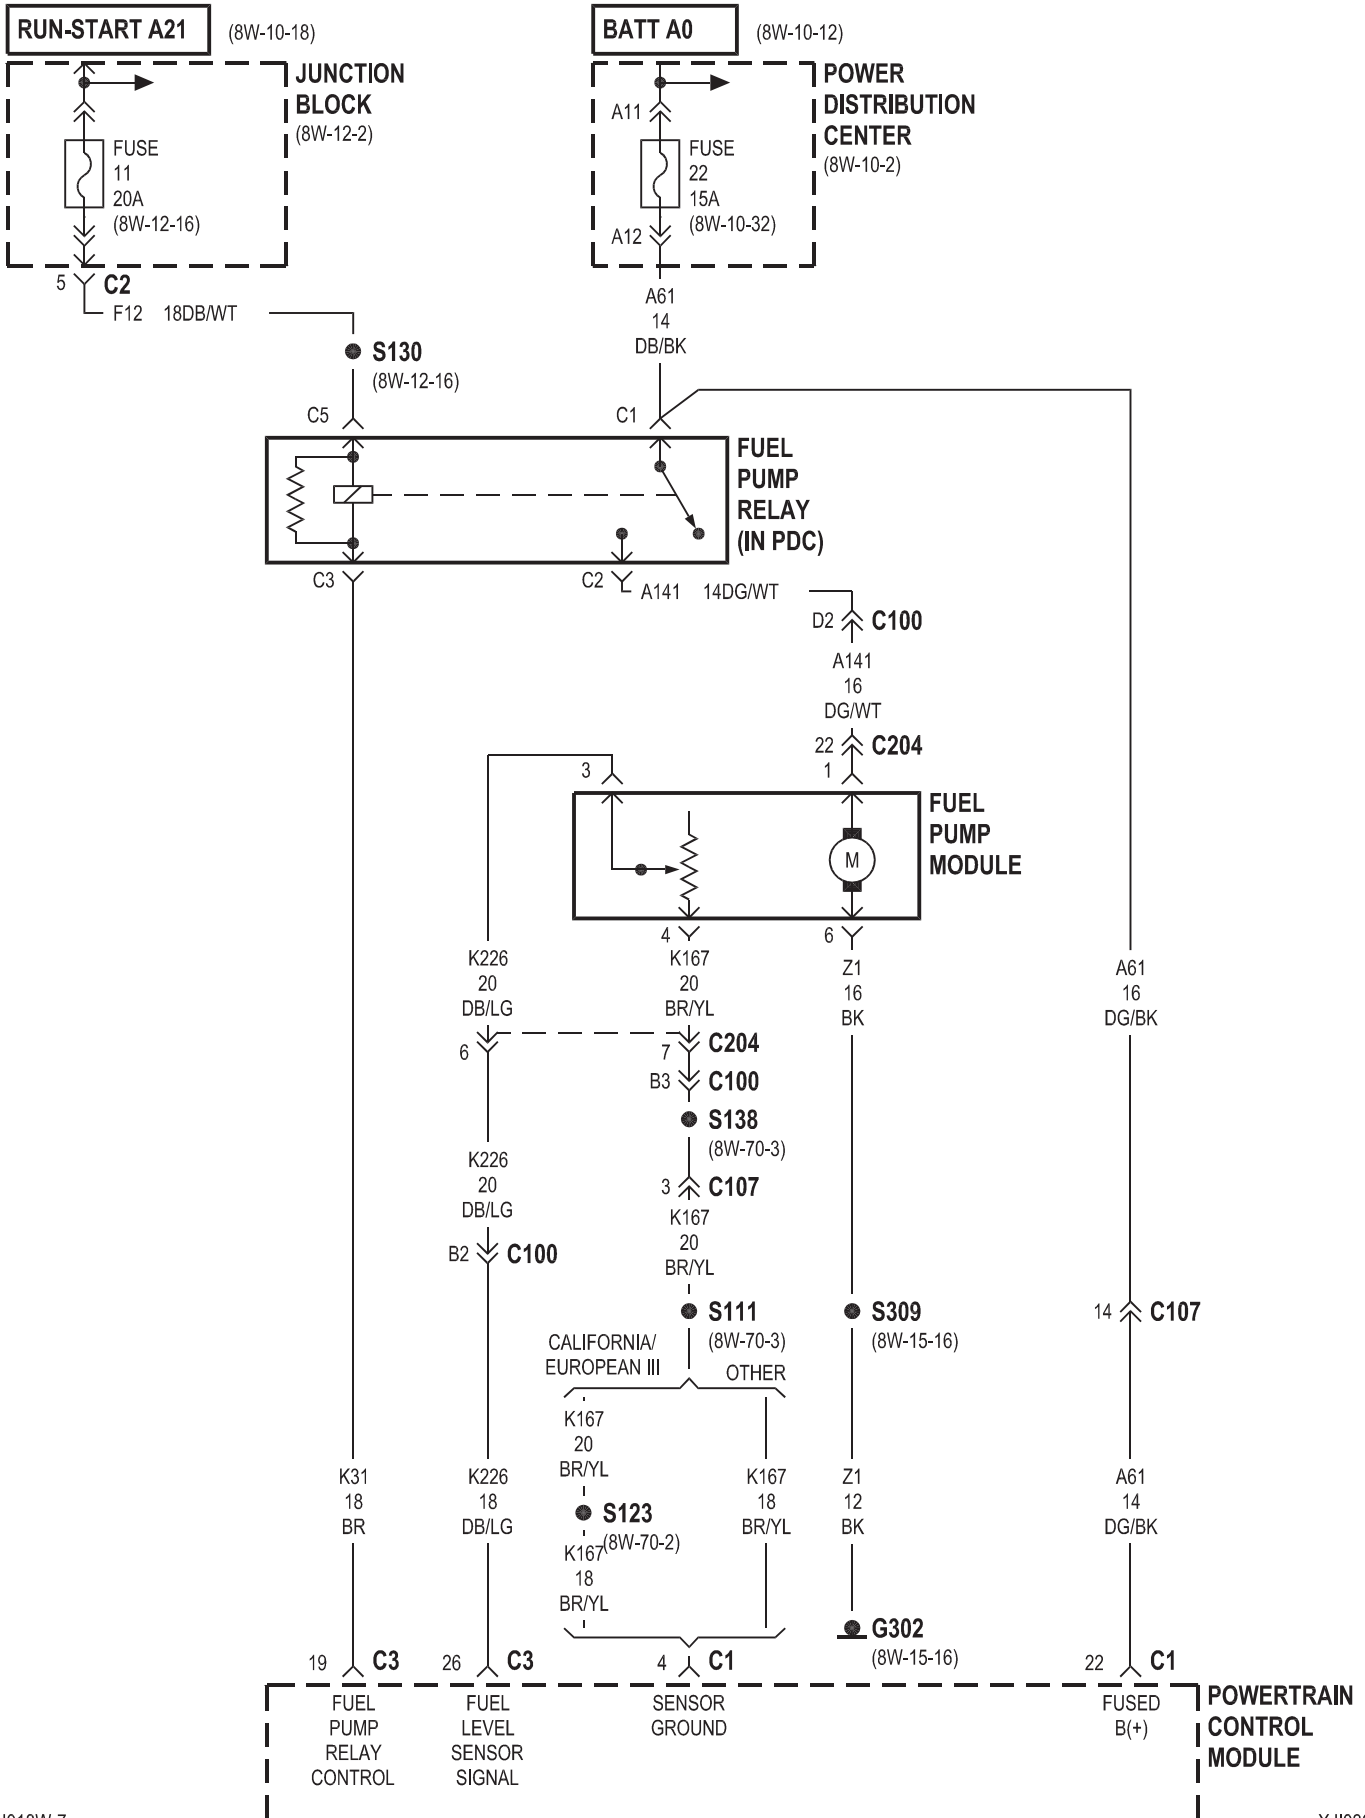 RUN-START A21 (8W-10-18)
BATT A0 (8W-10-12)
JUNCTION
BLOCK
(8W-12-2)
FUSE
11
20A
(8W-12-16)
POWER
DISTRIBUTION
CENTER
(8W-10-2)
A11
FUSE
22
15A
(8W-10-32)
A12
5 C2
F12 18DB/WT
A61
14
DB/BK
S130
(8W-12-16)
C5
C1
FUEL
PUMP
RELAY
(IN PDC)
C3
C2
A141 14DG/WT
D2 C100
A141
16
DG/WT
22 C204
3
1
FUEL
PUMP
MODULE
M
4
6
K226
20
DB/LG
K167
20
BR/YL
Z1
16
BK
A61
16
DG/BK
6
7 C204
B3 C100
S138
(8W-70-3)
K226
20
DB/LG
3 C107
K167
20
BR/YL
B2 C100
S111
(8W-70-3)
S309
(8W-15-16)
14 C107
CALIFORNIA/
EUROPEAN III
OTHER
K167
20
BR/YL
K31
18
BR
K226
18
DB/LG
K167
18
BR/YL
Z1
12
BK
A61
14
DG/BK
S123
(8W-70-2)
K167
18
BR/YL
G302
(8W-15-16)
19 C3
26 C3
4 C1
22 C1
FUEL
PUMP
RELAY
CONTROL
FUEL
LEVEL
SENSOR
SIGNAL
SENSOR
GROUND
FUSED
B(+)
POWERTRAIN
CONTROL
MODULE